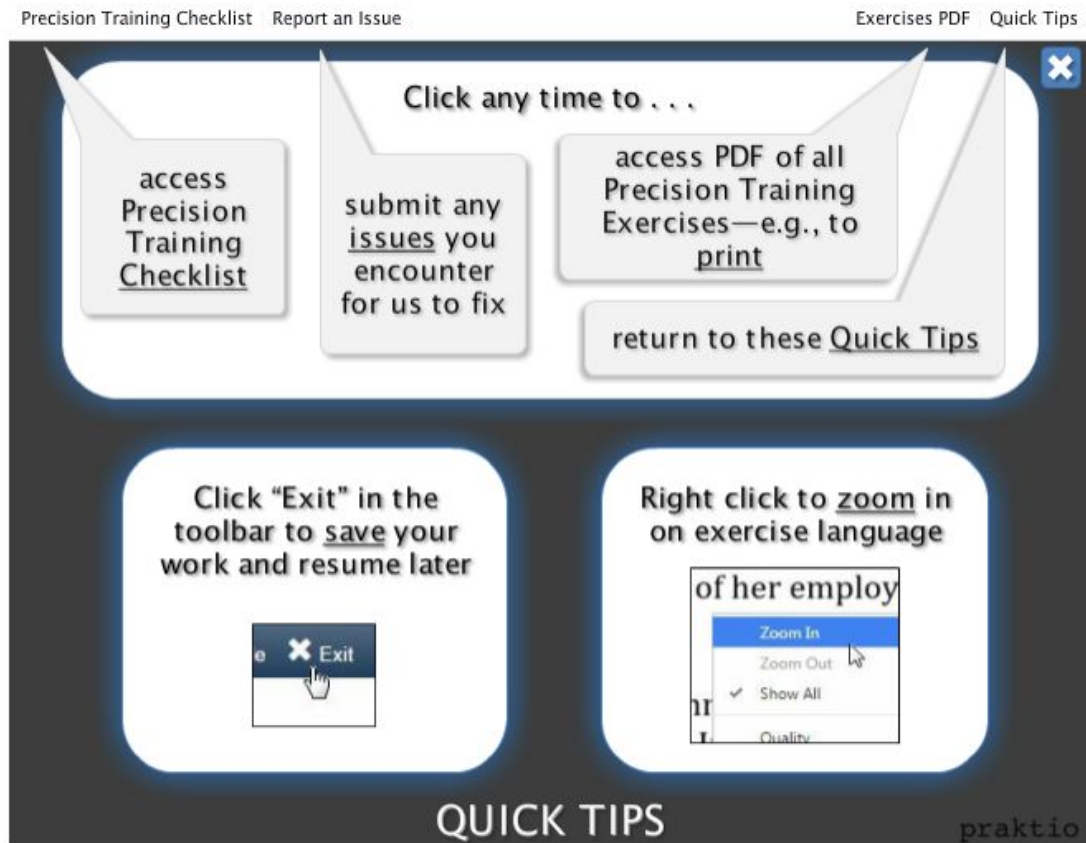 Precision Training Checklist Report an Issue Exercises PDF Quick Tips
Click any time to . . .
access
Precision
Training
Checklist
submit any
issues you
encounter
for us to fix
access PDF of all
Precision Training
Exercises—e.g., to
print
return to these Quick Tips
Click “Exit” in the
toolbar to save your
work and resume later
e Exit
Right click to zoom in
on exercise language
of her employ
Zoom In
Zoom Out
Show All
Quality
QUICK TIPS
praktio